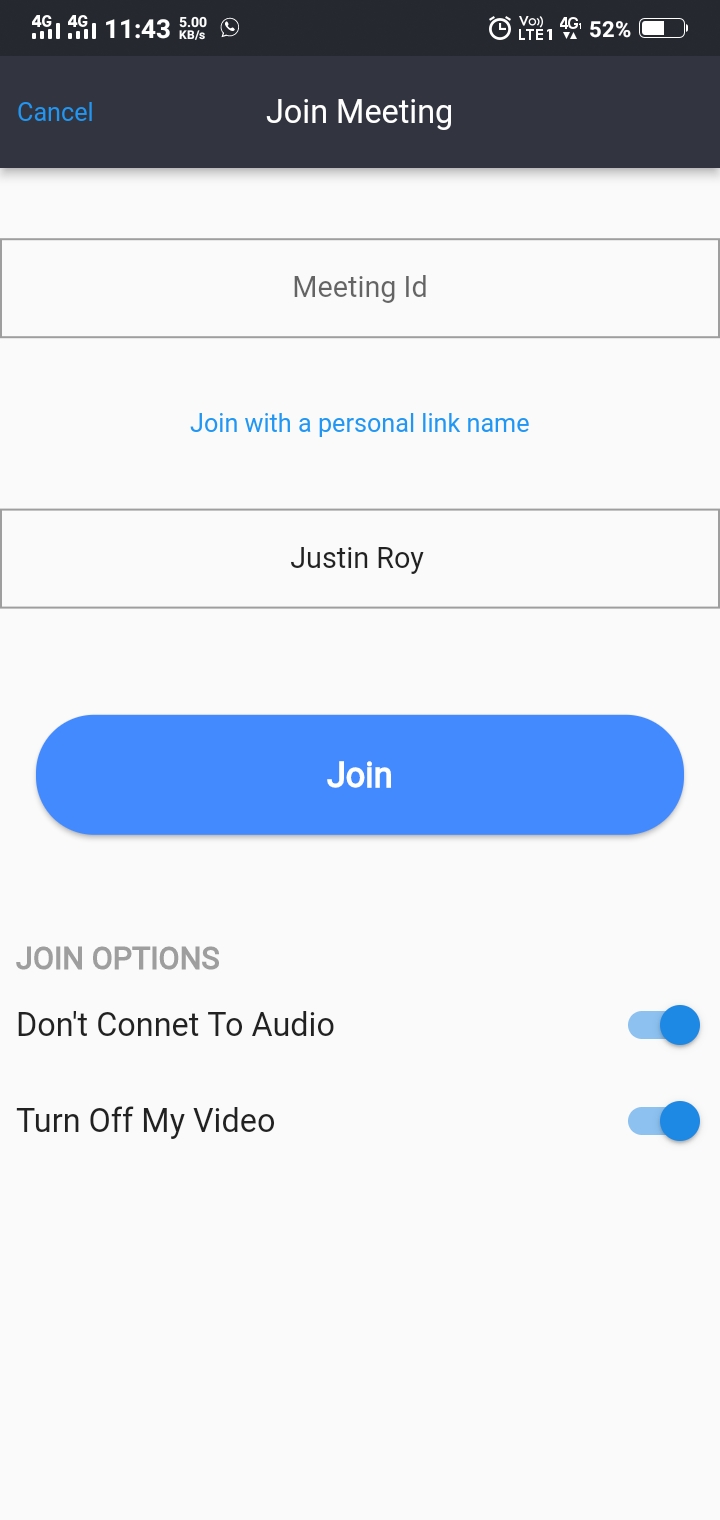 4G 4G 11:43 5.00 KB/s Vo)) LTE1 4G 52%
Cancel Join Meeting
Meeting Id
Join with a personal link name
Justin Roy
Join
JOIN OPTIONS
Don't Connet To Audio
Turn Off My Video